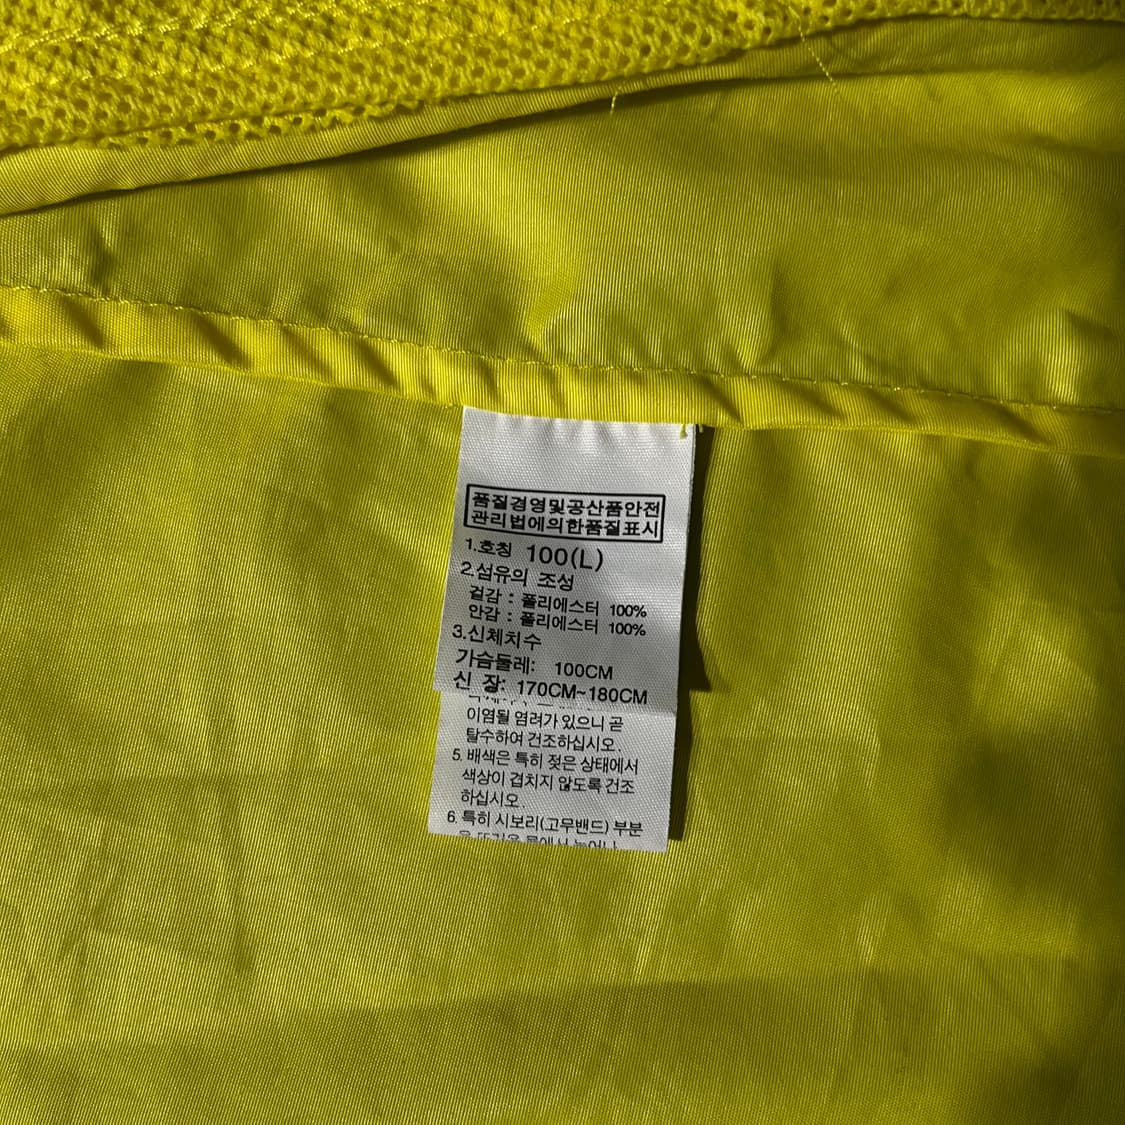 품질경영및공산품안전
관리법에의한품질표시
1.호칭 100(L)
2.섬유의 조성
겉감 : 폴리에스터 100%
안감 : 폴리에스터 100%
3.신체치수
가슴둘레: 100CM
신 장: 170CM~180CM
이염될 염려가 있으니 곧
탈수하여 건조하십시오.
5. 배색은 특히 젖은 상태에서
색상이 겹치지 않도록 건조
하십시오.
6. 특히 시보리(고무밴드) 부분